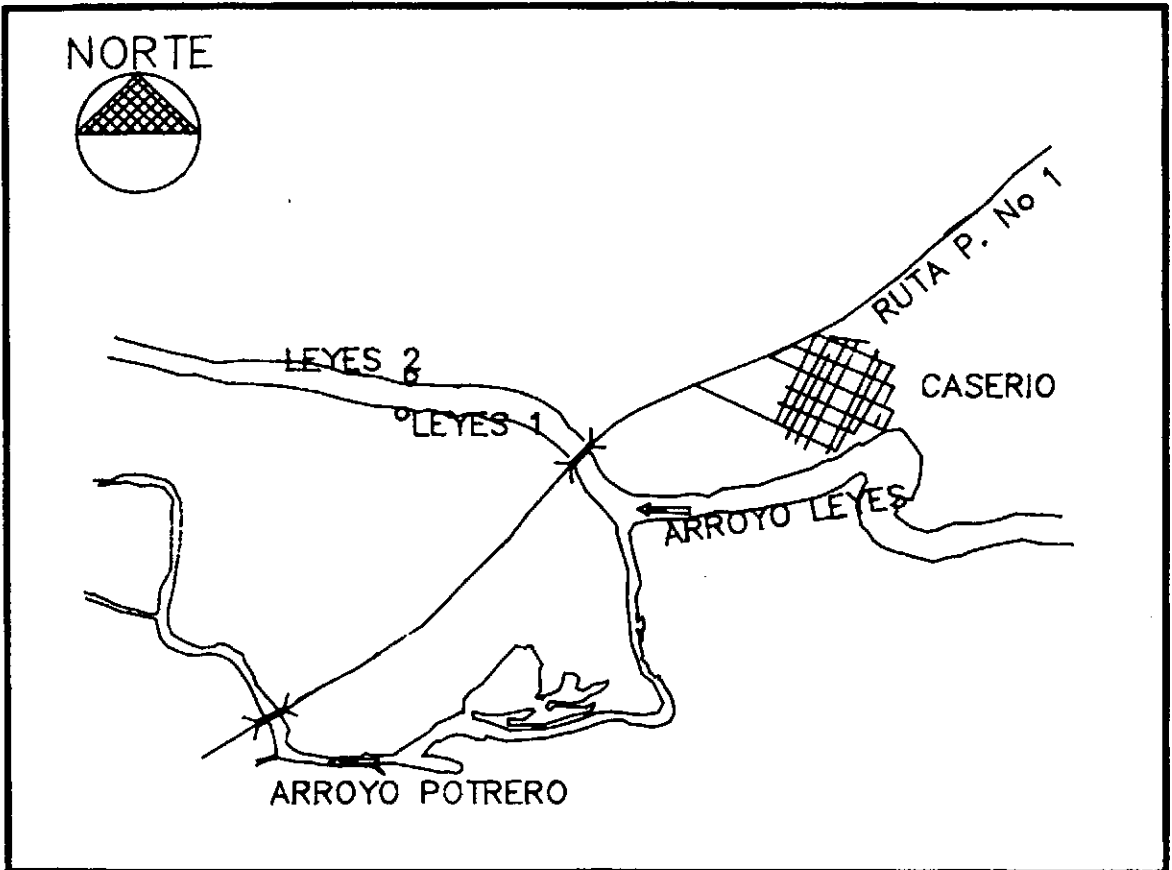 NORTE
RUTA P. No 1
LEYES 2
CASERIO
LEYES 1
ARROYO LEYES
ARROYO POTRERO